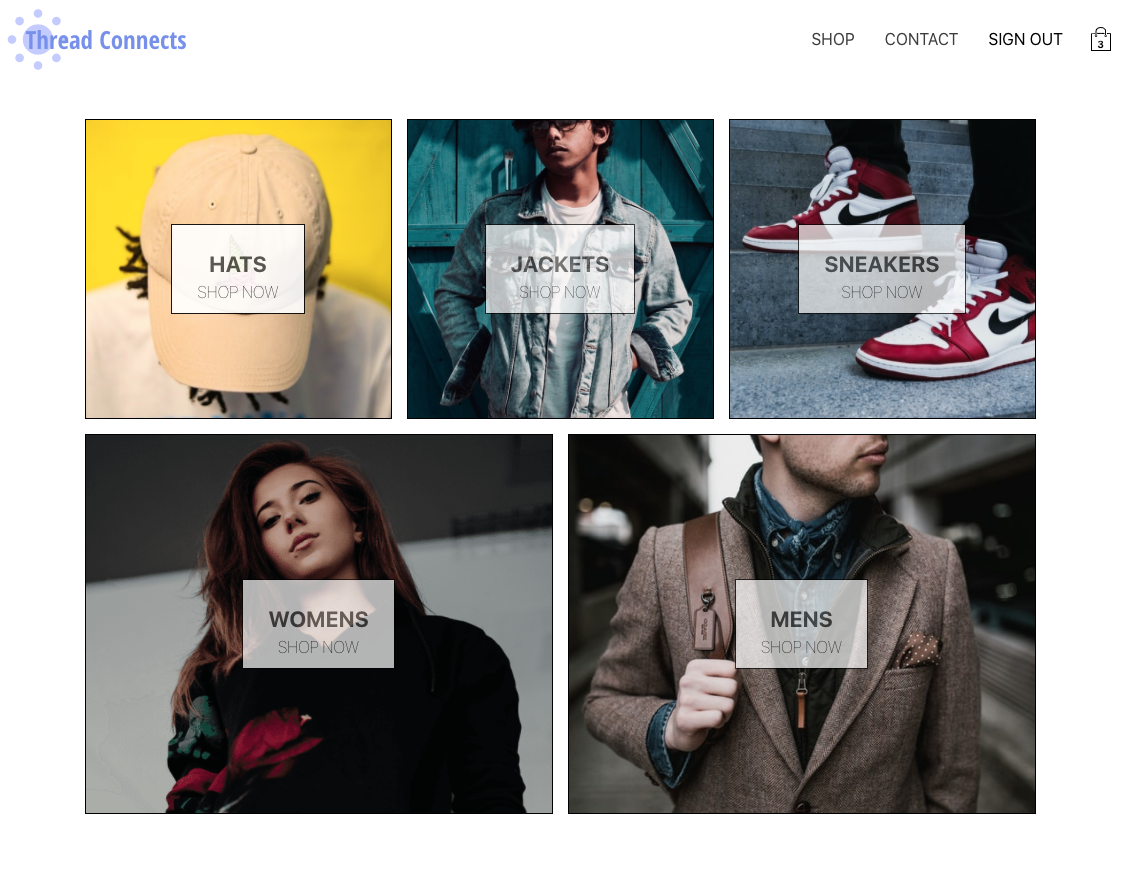 Thread Connects
SHOP
CONTACT
SIGN OUT
3
HATS
SHOP NOW
JACKETS
SHOP NOW
SNEAKERS
SHOP NOW
WOMENS
SHOP NOW
MENS
SHOP NOW